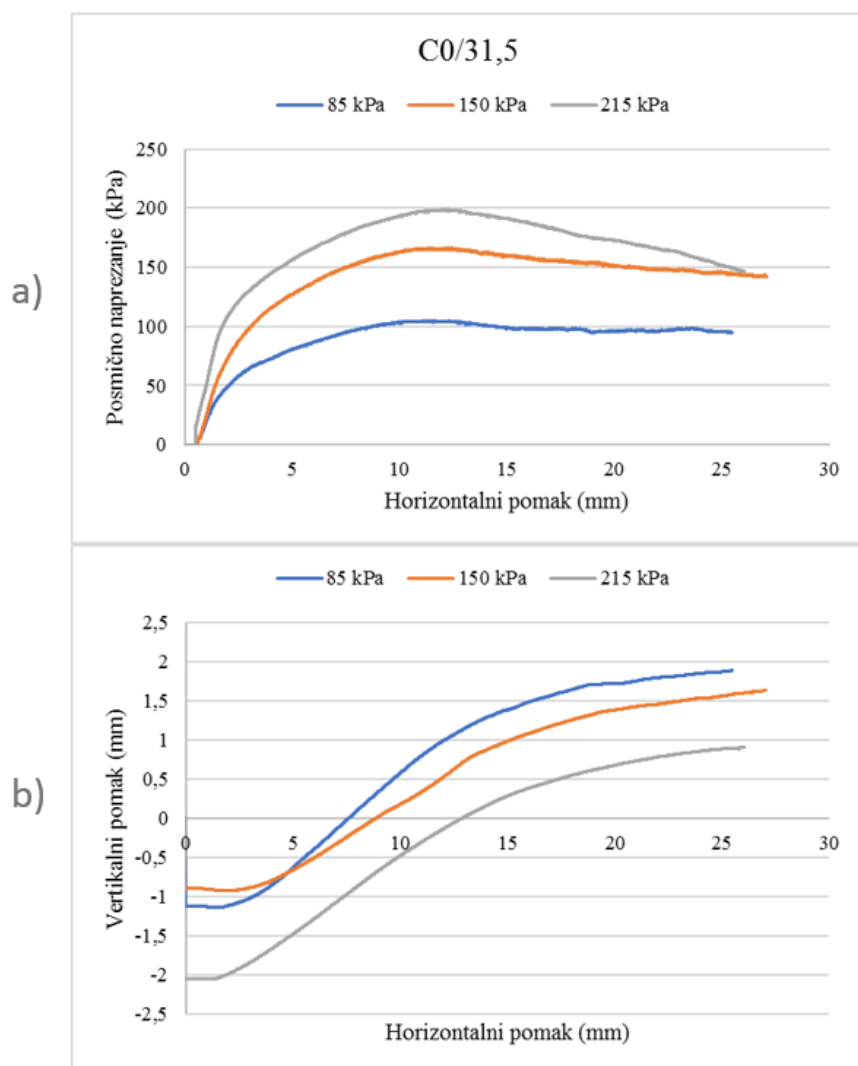 C0/31,5
85 kPa 150 kPa 215 kPa
a)
Posmično naprezanje (kPa)
250
200
150
100
50
0
0 5 10 15 20 25 30
Horizontalni pomak (mm)
85 kPa 150 kPa 215 kPa
b)
Vertikalni pomak (mm)
2,5
2
1,5
1
0,5
0
-0,5
-1
-1,5
-2
-2,5
0 5 10 15 20 25 30
Horizontalni pomak (mm)